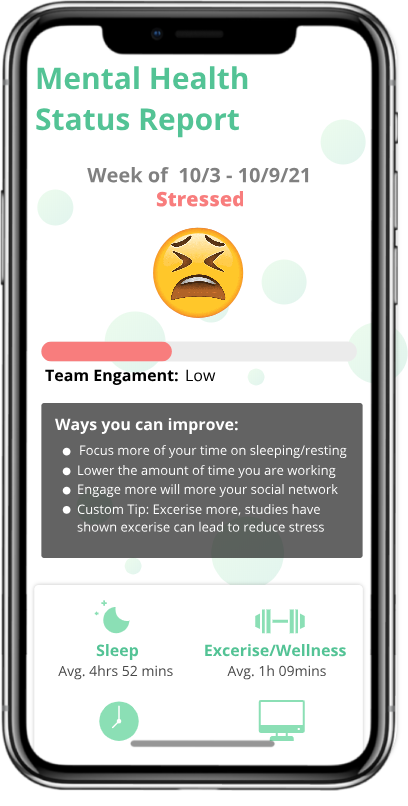 Mental Health
Status Report
Week of 10/3 - 10/9/21
Stressed
Team Engament: Low
Ways you can improve:
● Focus more of your time on sleeping/resting
● Lower the amount of time you are working
● Engage more will more your social network
● Custom Tip: Excerise more, studies have
shown excerise can lead to reduce stress
Sleep
Avg. 4hrs 52 mins
Excerise/Wellness
Avg. 1h 09mins